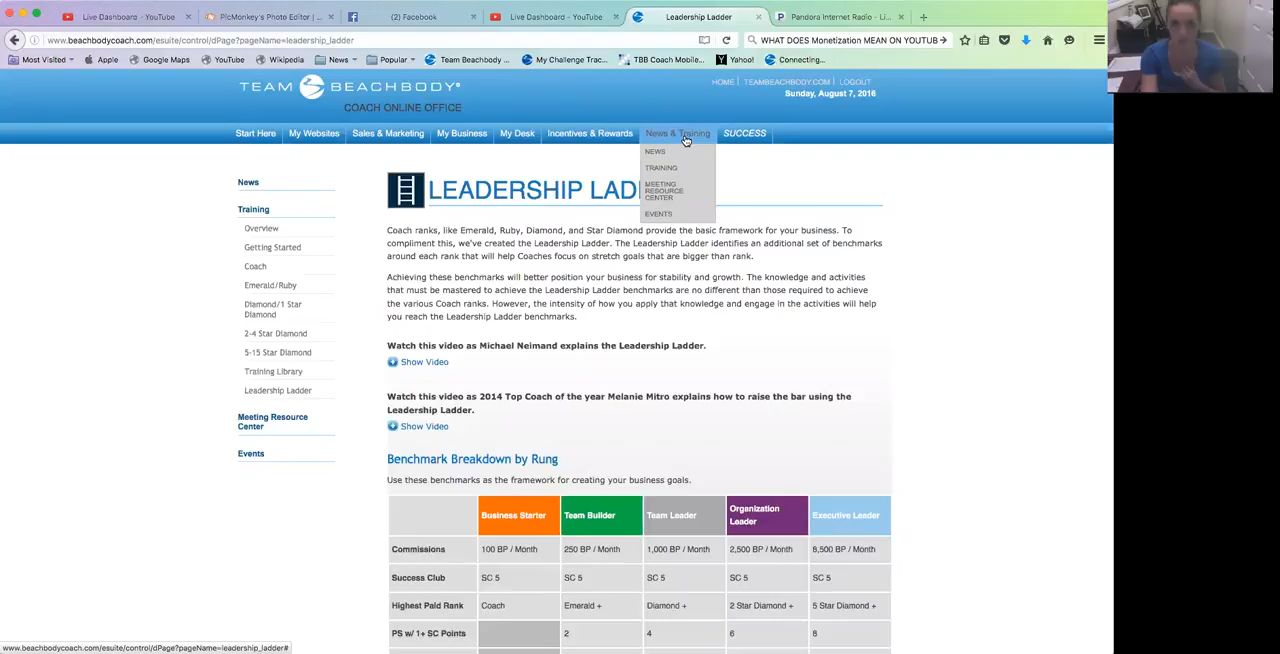 Live Dashboard - YouTube
PicMonkey's Photo Editor | ...
(2) Facebook
Live Dashboard - YouTube
Leadership Ladder
Pandora Internet Radio - Li...
www.beachbodycoach.com/esuite/control/dPage?pageName=leadership_ladder
WHAT DOES Monetization MEAN ON YOUTUB
Most Visited
Apple
Google Maps
YouTube
Wikipedia
News
Popular
Team Beachbody ...
My Challenge Trac...
TBB Coach Mobile...
Yahoo!
Connecting...
TEAM BEACHBODY
COACH ONLINE OFFICE
HOME | TEAMBEACHBODY.COM | LOGOUT
Sunday, August 7, 2016
Start Here
My Websites
Sales & Marketing
My Business
My Desk
Incentives & Rewards
News & Training
SUCCESS
NEWS
TRAINING
MEETING
RESOURCE
CENTER
EVENTS
News
Training
Overview
Getting Started
Coach
Emerald/Ruby
Diamond/1 Star
Diamond
2-4 Star Diamond
5-15 Star Diamond
Training Library
Leadership Ladder
Meeting Resource
Center
Events
LEADERSHIP LAD
Coach ranks, like Emerald, Ruby, Diamond, and Star Diamond provide the basic framework for your business. To
compliment this, we've created the Leadership Ladder. The Leadership Ladder identifies an additional set of benchmarks
around each rank that will help Coaches focus on stretch goals that are bigger than rank.
Achieving these benchmarks will better position your business for stability and growth. The knowledge and activities
that must be mastered to achieve the Leadership Ladder benchmarks are no different than those required to achieve
the various Coach ranks. However, the intensity of how you apply that knowledge and engage in the activities will help
you reach the Leadership Ladder benchmarks.
Watch this video as Michael Neimand explains the Leadership Ladder.
Show Video
Watch this video as 2014 Top Coach of the year Melanie Mitro explains how to raise the bar using the
Leadership Ladder.
Show Video
Benchmark Breakdown by Rung
Use these benchmarks as the framework for creating your business goals.
Business Starter
Team Builder
Team Leader
Organization
Leader
Executive Leader
Commissions
100 BP / Month
250 BP / Month
1,000 BP / Month
2,500 BP / Month
8,500 BP / Month
Success Club
SC 5
SC 5
SC 5
SC 5
SC 5
Highest Paid Rank
Coach
Emerald +
Diamond +
2 Star Diamond +
5 Star Diamond +
PS w/ 1+ SC Points
2
4
6
8
www.beachbodycoach.com/esuite/control/dPage?pageName=leadership_ladder#